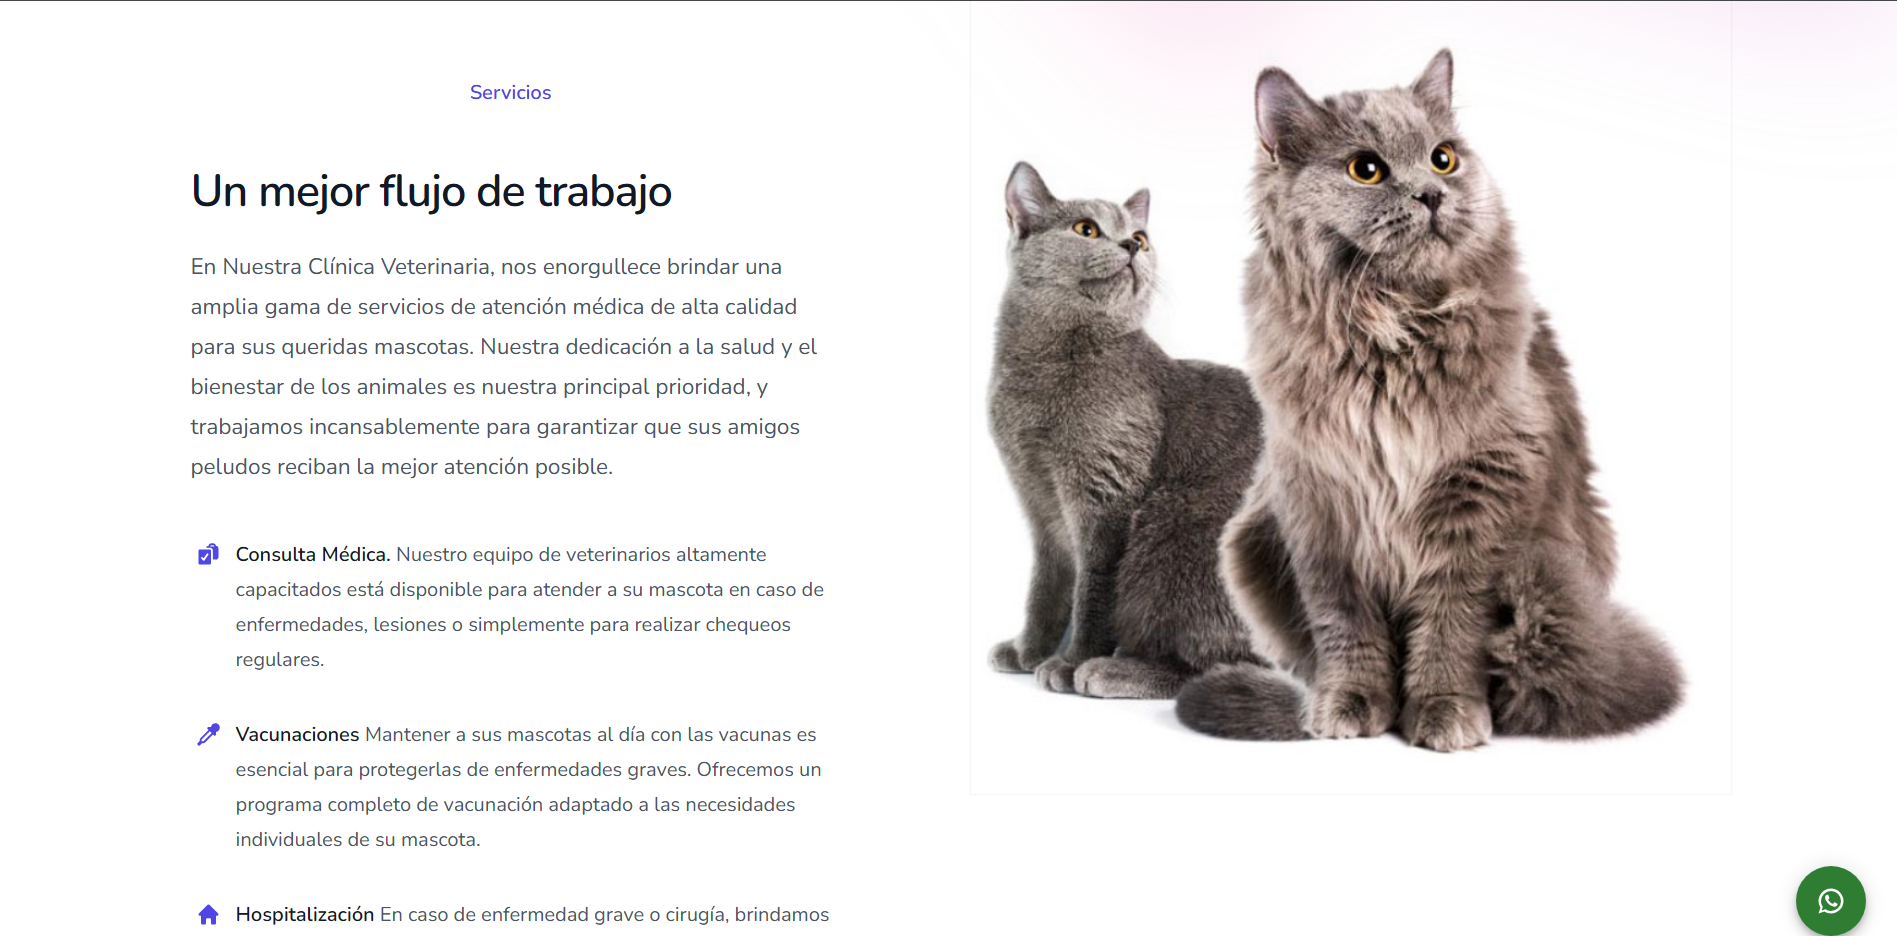 Servicios
Un mejor flujo de trabajo
En Nuestra Clínica Veterinaria, nos enorgullece brindar una
amplia gama de servicios de atención médica de alta calidad
para sus queridas mascotas. Nuestra dedicación a la salud y el
bienestar de los animales es nuestra principal prioridad, y
trabajamos incansablemente para garantizar que sus amigos
peludos reciban la mejor atención posible.
Consulta Médica. Nuestro equipo de veterinarios altamente
capacitados está disponible para atender a su mascota en caso de
enfermedades, lesiones o simplemente para realizar chequeos
regulares.
Vacunaciones Mantener a sus mascotas al día con las vacunas es
esencial para protegerlas de enfermedades graves. Ofrecemos un
programa completo de vacunación adaptado a las necesidades
individuales de su mascota.
Hospitalización En caso de enfermedad grave o cirugía, brindamos